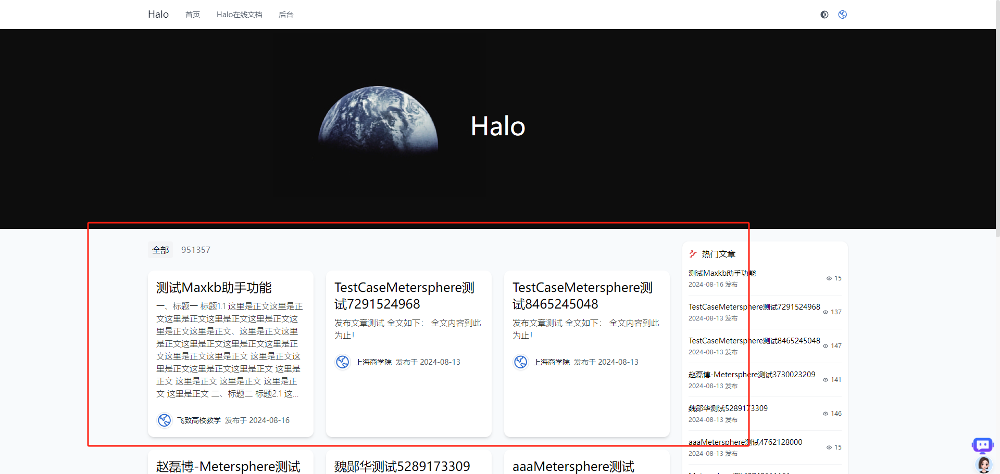 Halo 首页 Halo在线文档 后台
Halo
全部 951357
测试Maxkb助手功能
一、标题一 标题1.1 这里是正文这里是正
文这里是正文这里是正文这里是正文这
里是正文这里是正文、这里是正文这里
是正文这里是正文这里是正文这里是正
文这里是正文这里是正文 这里是正文这
里是正文这里是正文这里是正文 这里是
正文 这里是正文 这里是正文 这里是正
文 这里是正文 二、标题二 标题2.1 这...
飞致高校教学 发布于 2024-08-16
TestCaseMetersphere测
试7291524968
发布文章测试 全文如下： 全文内容到此
为止！
上海商学院 发布于 2024-08-13
TestCaseMetersphere测
试8465245048
发布文章测试 全文如下： 全文内容到此
为止！
上海商学院 发布于 2024-08-13
赵磊博-Metersphere测试
魏郧华测试5289173309
aaaMetersphere测试
热门文章
测试Maxkb助手功能
2024-08-16 发布
15
TestCaseMetersphere测试7291524968
2024-08-13 发布
137
TestCaseMetersphere测试8465245048
2024-08-13 发布
147
赵磊博-Metersphere测试3730023209
2024-08-13 发布
141
魏郧华测试5289173309
2024-08-13 发布
146
aaaMetersphere测试4762128000
2024-08-13 发布
15